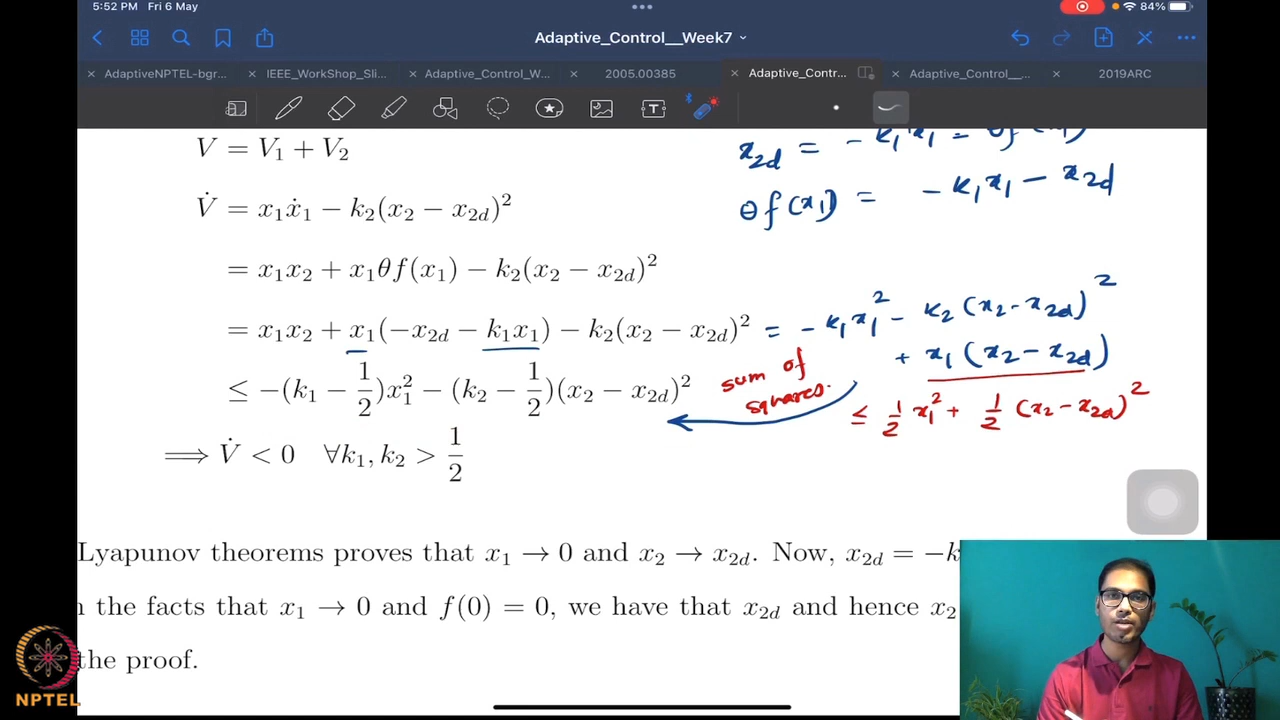 5:52 PM Fri 6 May
84%
Adaptive_Control__Week7
AdaptiveNPTEL-bgr...
IEEE_WorkShop_Sli...
Adaptive_Control_W...
2005.00385
Adaptive_Contr...
Adaptive_Control__...
2019ARC
V = V₁ + V₂
x₂d = − k₁x₁ − θf(x₁)
V̇ = x₁ẋ₁ − k₂(x₂ − x₂d)²
θf(x₁) = − k₁x₁ − x₂d
= x₁x₂ + x₁θf(x₁) − k₂(x₂ − x₂d)²
= x₁x₂ + x₁(−x₂d − k₁x₁) − k₂(x₂ − x₂d)² = − k₁x₁² − k₂(x₂ − x₂d)²
+ x₁(x₂ − x₂d)
≤ −(k₁ − 1/2)x₁² − (k₂ − 1/2)(x₂ − x₂d)²
sum of
squares.
≤ 1/2 x₁² + 1/2 (x₂ − x₂d)²
⟹ V̇ < 0 ∀k₁, k₂ > 1/2
Lyapunov theorems proves that x₁ → 0 and x₂ → x₂d. Now, x₂d = −k
the facts that x₁ → 0 and f(0) = 0, we have that x₂d and hence x₂
the proof.
NPTEL